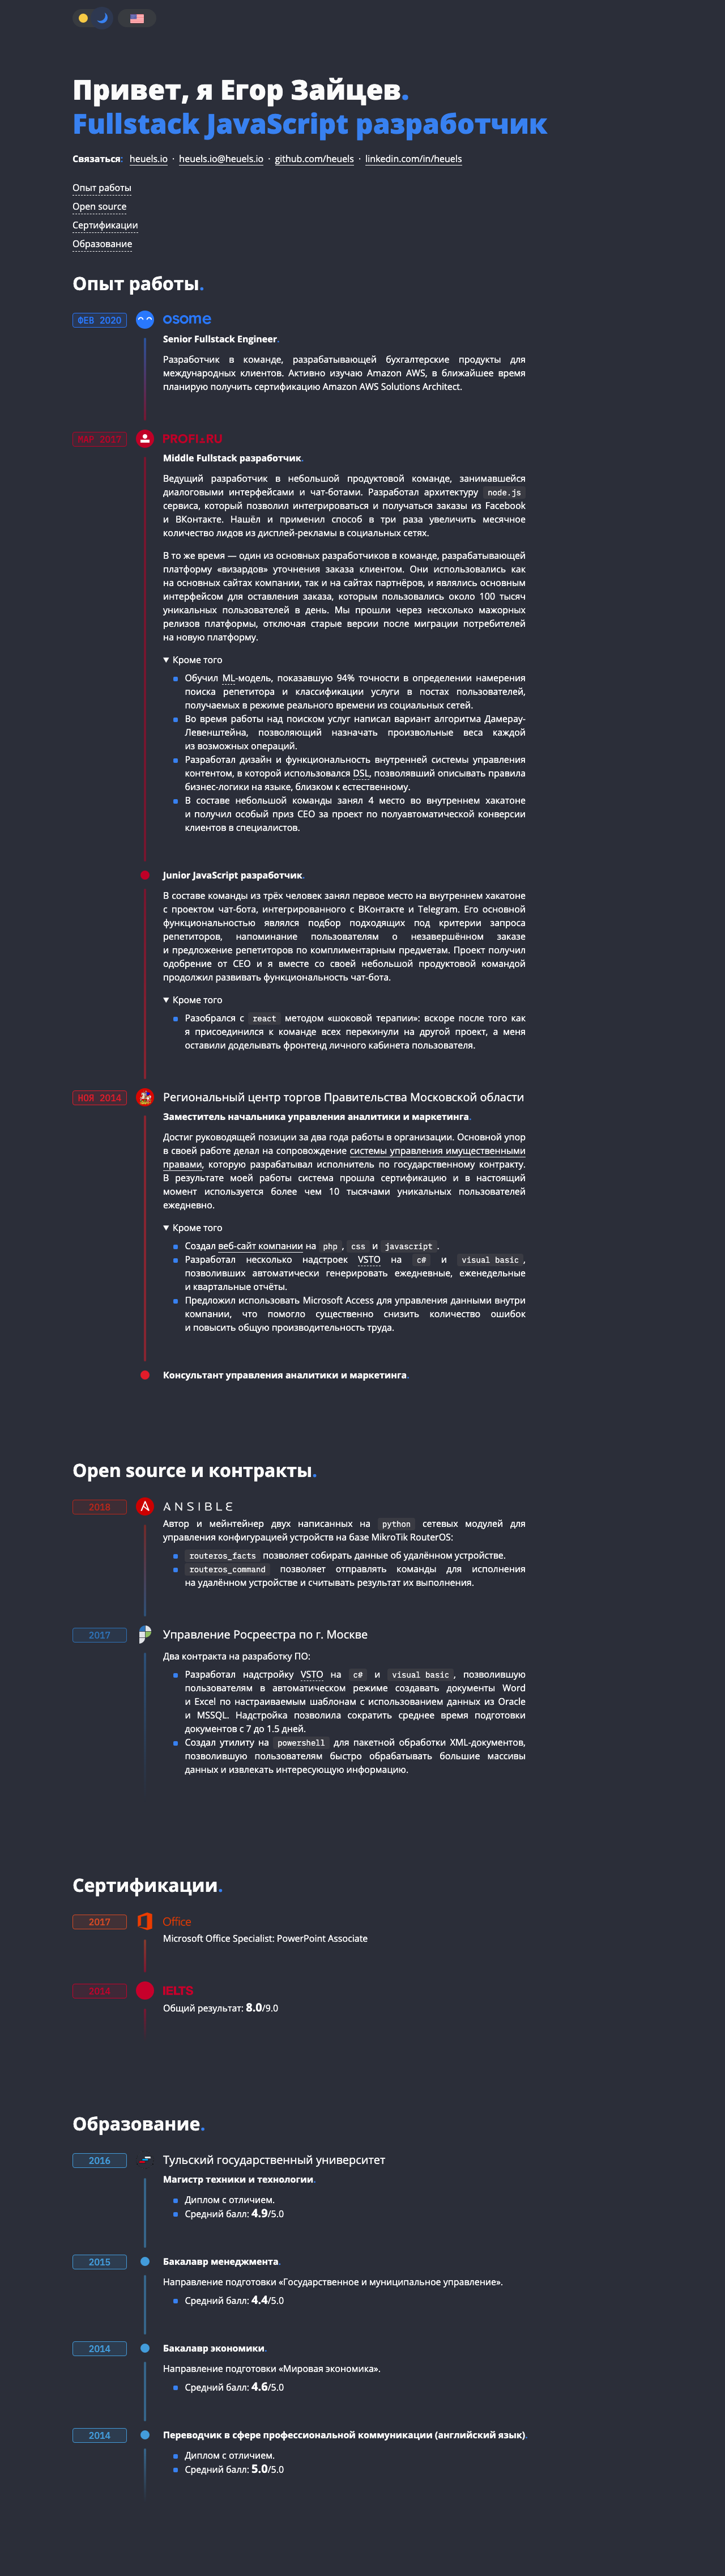 Привет, я Егор Зайцев.
Fullstack JavaScript разработчик
Связаться: heuels.io · heuels.io@heuels.io · github.com/heuels · linkedin.com/in/heuels
Опыт работы
Open source
Сертификации
Образование
Опыт работы.
ФЕВ 2020 osome
Senior Fullstack Engineer.
Разработчик в команде, разрабатывающей бухгалтерские продукты для
международных клиентов. Активно изучаю Amazon AWS, в ближайшее время
планирую получить сертификацию Amazon AWS Solutions Architect.
МАР 2017 PROFI.RU
Middle Fullstack разработчик.
Ведущий разработчик в небольшой продуктовой команде, занимавшейся
диалоговыми интерфейсами и чат-ботами. Разработал архитектуру node.js
сервиса, который позволил интегрироваться и получаться заказы из Facebook
и ВКонтакте. Нашёл и применил способ в три раза увеличить месячное
количество лидов из дисплей-рекламы в социальных сетях.
В то же время — один из основных разработчиков в команде, разрабатывающей
платформу «визардов» уточнения заказа клиентом. Они использовались как
на основных сайтах компании, так и на сайтах партнёров, и являлись основным
интерфейсом для оставления заказа, которым пользовались около 100 тысяч
уникальных пользователей в день. Мы прошли через несколько мажорных
релизов платформы, отключая старые версии после миграции потребителей
на новую платформу.
▼ Кроме того
Обучил ML-модель, показавшую 94% точности в определении намерения
поиска репетитора и классификации услуги в постах пользователей,
получаемых в режиме реального времени из социальных сетей.
Во время работы над поиском услуг написал вариант алгоритма Дамерау-
Левенштейна, позволяющий назначать произвольные веса каждой
из возможных операций.
Разработал дизайн и функциональность внутренней системы управления
контентом, в которой использовался DSL, позволявший описывать правила
бизнес-логики на языке, близком к естественному.
В составе небольшой команды занял 4 место во внутреннем хакатоне
и получил особый приз CEO за проект по полуавтоматической конверсии
клиентов в специалистов.
Junior JavaScript разработчик.
В составе команды из трёх человек занял первое место на внутреннем хакатоне
с проектом чат-бота, интегрированного с ВКонтакте и Telegram. Его основной
функциональностью являлся подбор подходящих под критерии запроса
репетиторов, напоминание пользователям о незавершённом заказе
и предложение репетиторов по комплиментарным предметам. Проект получил
одобрение от CEO и я вместе со своей небольшой продуктовой командой
продолжил развивать функциональность чат-бота.
▼ Кроме того
Разобрался с react методом «шоковой терапии»: вскоре после того как
я присоединился к команде всех перекинули на другой проект, а меня
оставили доделывать фронтенд личного кабинета пользователя.
НОЯ 2014 Региональный центр торгов Правительства Московской области
Заместитель начальника управления аналитики и маркетинга.
Достиг руководящей позиции за два года работы в организации. Основной упор
в своей работе делал на сопровождение системы управления имущественными
правами, которую разрабатывал исполнитель по государственному контракту.
В результате моей работы система прошла сертификацию и в настоящий
момент используется более чем 10 тысячами уникальных пользователей
ежедневно.
▼ Кроме того
Создал веб-сайт компании на php, css и javascript.
Разработал несколько надстроек VSTO на c# и visual basic,
позволивших автоматически генерировать ежедневные, еженедельные
и квартальные отчёты.
Предложил использовать Microsoft Access для управления данными внутри
компании, что помогло существенно снизить количество ошибок
и повысить общую производительность труда.
Консультант управления аналитики и маркетинга.
Open source и контракты.
2018 ANSIBLE
Автор и мейнтейнер двух написанных на python сетевых модулей для
управления конфигурацией устройств на базе MikroTik RouterOS:
routeros_facts позволяет собирать данные об удалённом устройстве.
routeros_command позволяет отправлять команды для исполнения
на удалённом устройстве и считывать результат их выполнения.
2017 Управление Росреестра по г. Москве
Два контракта на разработку ПО:
Разработал надстройку VSTO на c# и visual basic, позволившую
пользователям в автоматическом режиме создавать документы Word
и Excel по настраиваемым шаблонам с использованием данных из Oracle
и MSSQL. Надстройка позволила сократить среднее время подготовки
документов с 7 до 1.5 дней.
Создал утилиту на powershell для пакетной обработки XML-документов,
позволившую пользователям быстро обрабатывать большие массивы
данных и извлекать интересующую информацию.
Сертификации.
2017 Office
Microsoft Office Specialist: PowerPoint Associate
2014 IELTS
Общий результат: 8.0/9.0
Образование.
2016 Тульский государственный университет
Магистр техники и технологии.
Диплом с отличием.
Средний балл: 4.9/5.0
2015 Бакалавр менеджмента.
Направление подготовки «Государственное и муниципальное управление».
Средний балл: 4.4/5.0
2014 Бакалавр экономики.
Направление подготовки «Мировая экономика».
Средний балл: 4.6/5.0
2014 Переводчик в сфере профессиональной коммуникации (английский язык).
Диплом с отличием.
Средний балл: 5.0/5.0